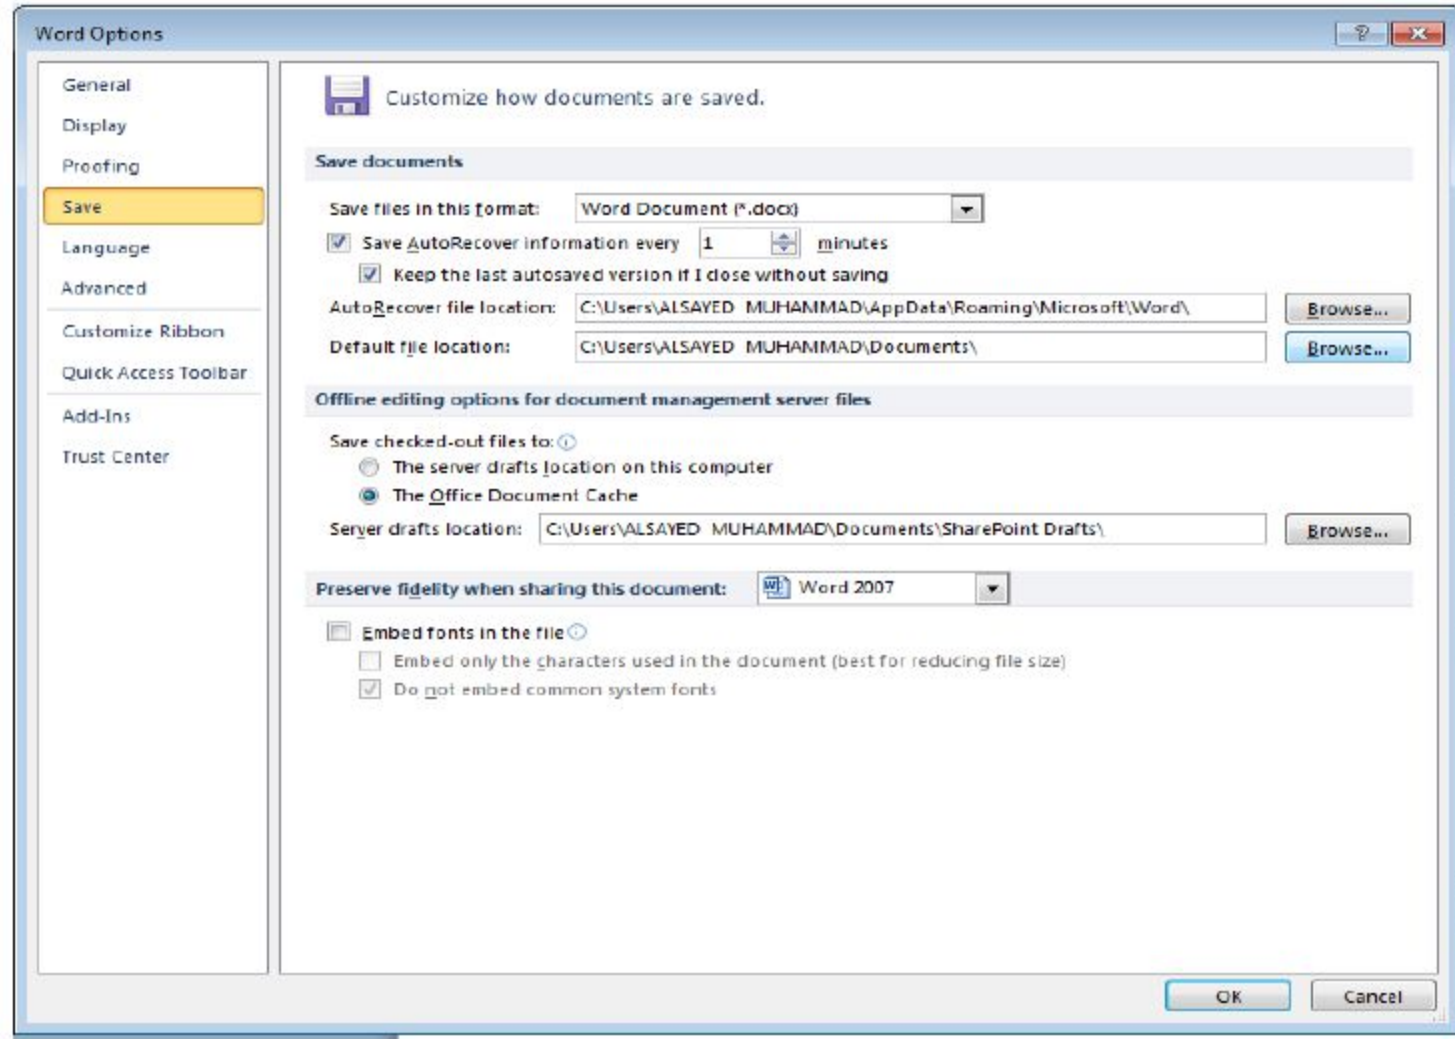 Word Options
General
Display
Proofing
Save
Language
Advanced
Customize Ribbon
Quick Access Toolbar
Add-Ins
Trust Center
Customize how documents are saved.
Save documents
Save files in this format: Word Document (*.docx)
Save AutoRecover information every 1 minutes
Keep the last autosaved version if I close without saving
AutoRecover file location: C:\Users\ALSAYED MUHAMMAD\AppData\Roaming\Microsoft\Word\ Browse...
Default file location: C:\Users\ALSAYED MUHAMMAD\Documents\ Browse...
Offline editing options for document management server files
Save checked-out files to:
The server drafts location on this computer
The Office Document Cache
Server drafts location: C:\Users\ALSAYED MUHAMMAD\Documents\SharePoint Drafts\ Browse...
Preserve fidelity when sharing this document: Word 2007
Embed fonts in the file
Embed only the characters used in the document (best for reducing file size)
Do not embed common system fonts
OK Cancel